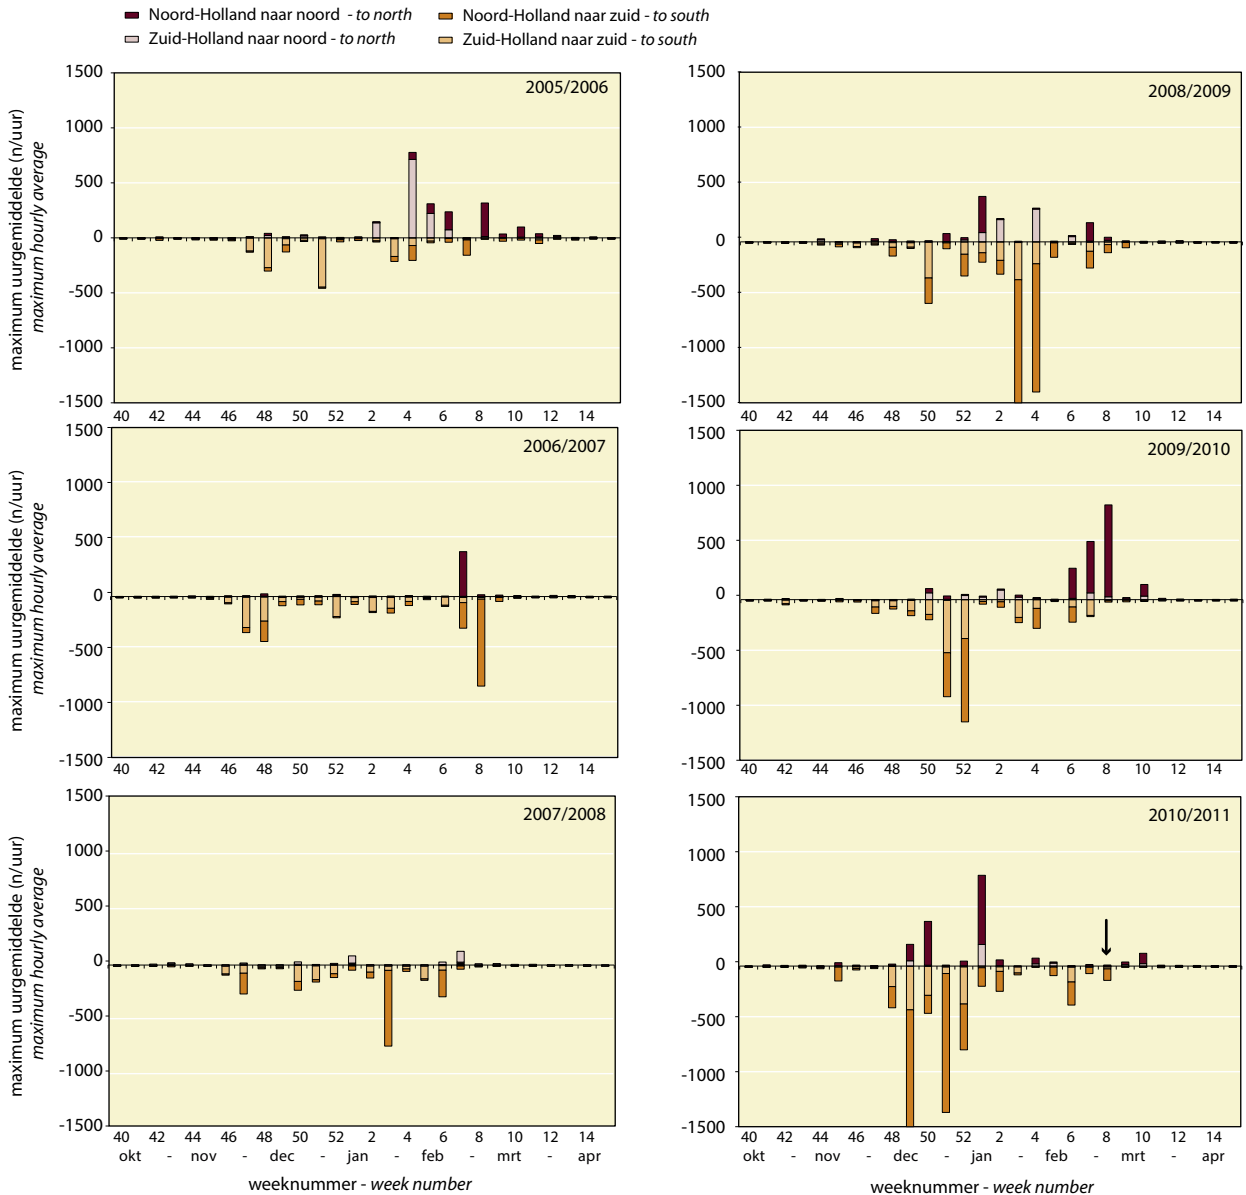 Noord-Holland naar noord - to north
Noord-Holland naar zuid - to south
Zuid-Holland naar noord - to north
Zuid-Holland naar zuid - to south
maximum uurgemiddelde (n/uur)
maximum hourly average
1500
1000
500
0
-500
-1000
-1500
2005/2006
40 42 44 46 48 50 52 2 4 6 8 10 12 14
1500
1000
500
0
-500
-1000
-1500
2008/2009
40 42 44 46 48 50 52 2 4 6 8 10 12 14
maximum uurgemiddelde (n/uur)
maximum hourly average
1500
1000
500
0
-500
-1000
-1500
2006/2007
40 42 44 46 48 50 52 2 4 6 8 10 12 14
1500
1000
500
0
-500
-1000
-1500
2009/2010
40 42 44 46 48 50 52 2 4 6 8 10 12 14
maximum uurgemiddelde (n/uur)
maximum hourly average
1500
1000
500
0
-500
-1000
-1500
2007/2008
40 42 44 46 48 50 52 2 4 6 8 10 12 14
okt - nov - dec - jan - feb - mrt - apr
weeknummer - week number
1500
1000
500
0
-500
-1000
-1500
2010/2011
40 42 44 46 48 50 52 2 4 6 8 10 12 14
okt - nov - dec - jan - feb - mrt - apr
weeknummer - week number